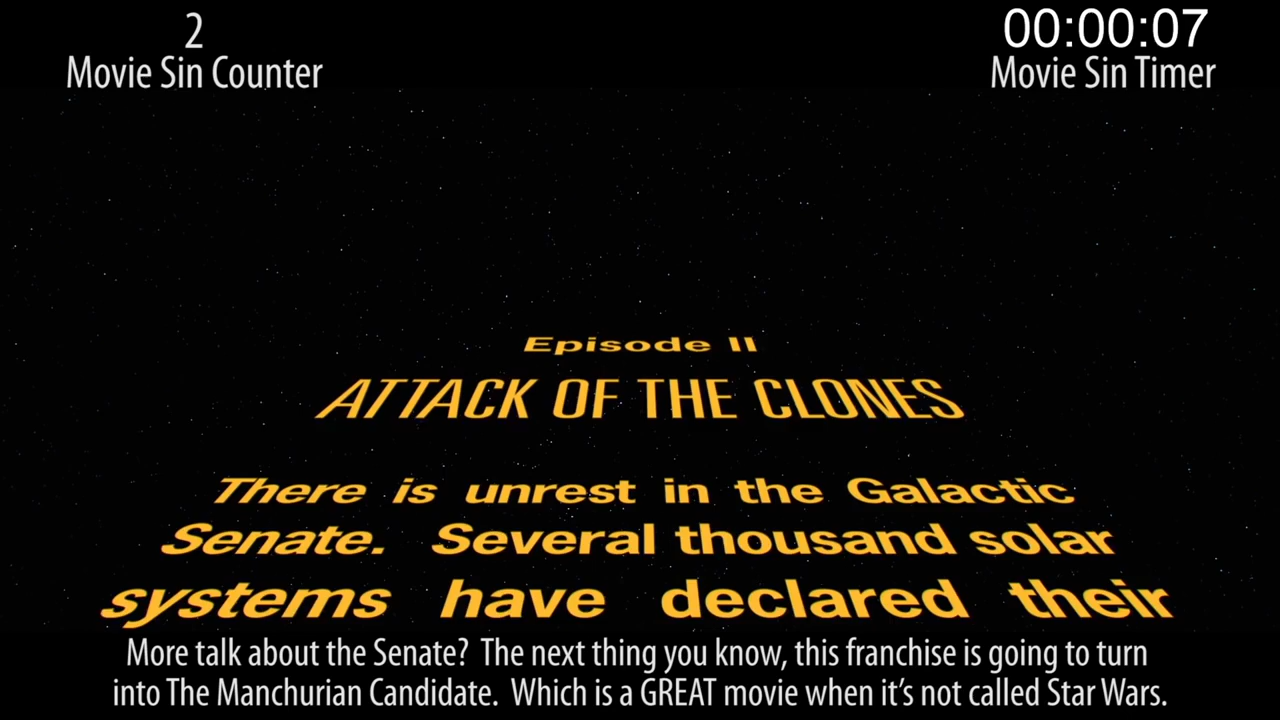 2
Movie Sin Counter
00:00:07
Movie Sin Timer
Episode II
ATTACK OF THE CLONES
There is unrest in the Galactic
Senate. Several thousand solar
systems have declared their
More talk about the Senate? The next thing you know, this franchise is going to turn
into The Manchurian Candidate. Which is a GREAT movie when it's not called Star Wars.